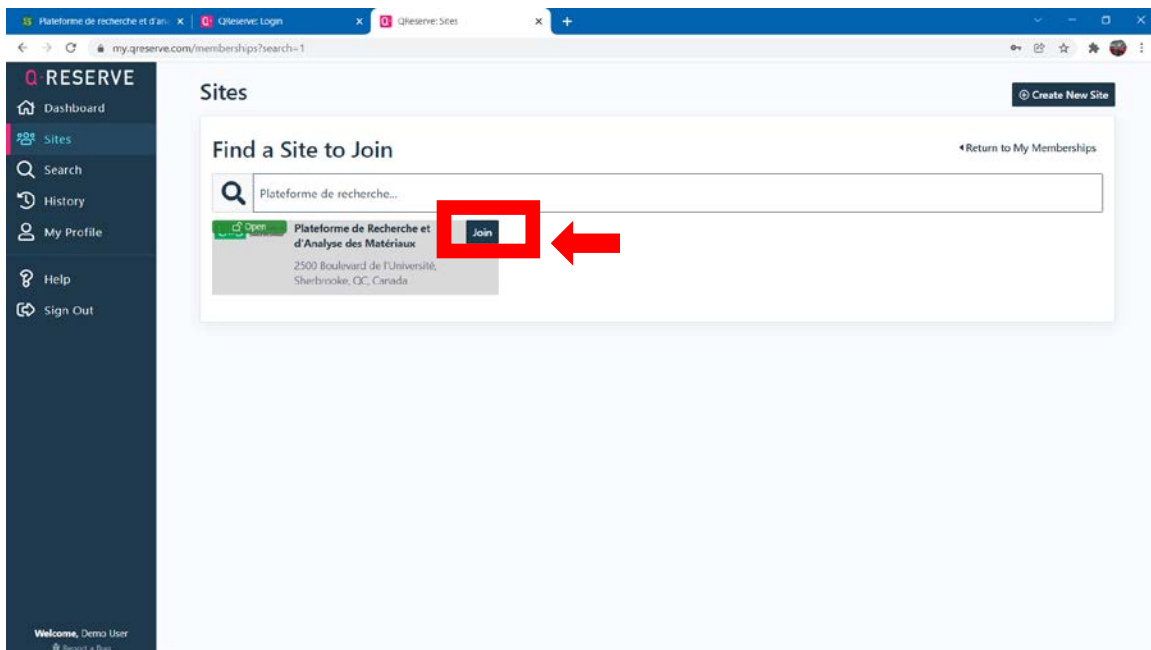 Plateforme de recherche et d'an
QReserve: Login
QReserve: Sites
my.qreserve.com/memberships?search=1
Q·RESERVE
Dashboard
Sites
Search
History
My Profile
Help
Sign Out
Welcome, Demo User
Report a Bug
Sites
Create New Site
Find a Site to Join
Return to My Memberships
Plateforme de recherche...
Open
Plateforme de Recherche et
d'Analyse des Matériaux
Join
2500 Boulevard de l'Université,
Sherbrooke, QC, Canada